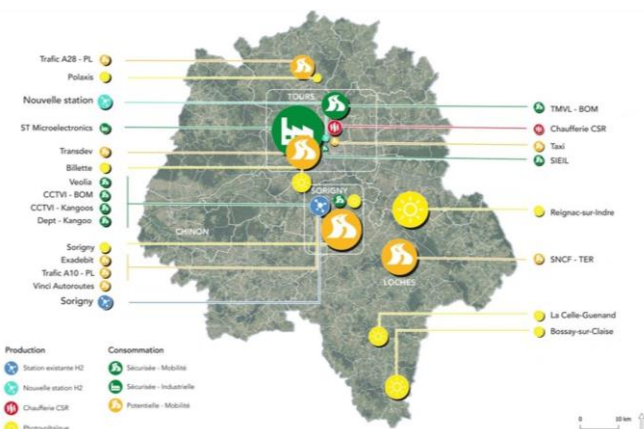 Trafic A28 - PL
Polaxis
Nouvelle station
ST Microelectronics
Transdev
Billette
Veolia
CCTVI - BOM
CCTVI - Kangoos
Dept - Kangoo
Sorigny
Exadebit
Trafic A10 - PL
Vinci Autoroutes
Sorigny
TOURS
SORIGNY
CHINON
LOCHES
TMVL - BOM
Chaufferie CSR
Taxi
SIEIL
Reignac-sur-Indre
SNCF - TER
La Celle-Guenand
Bossay-sur-Claise
Production
Station existante H2
Nouvelle station H2
Chaufferie CSR
Photovoltaïque
Consommation
Sécurisée - Mobilité
Sécurisée - Industrielle
Potentielle - Mobilité
0 10 km